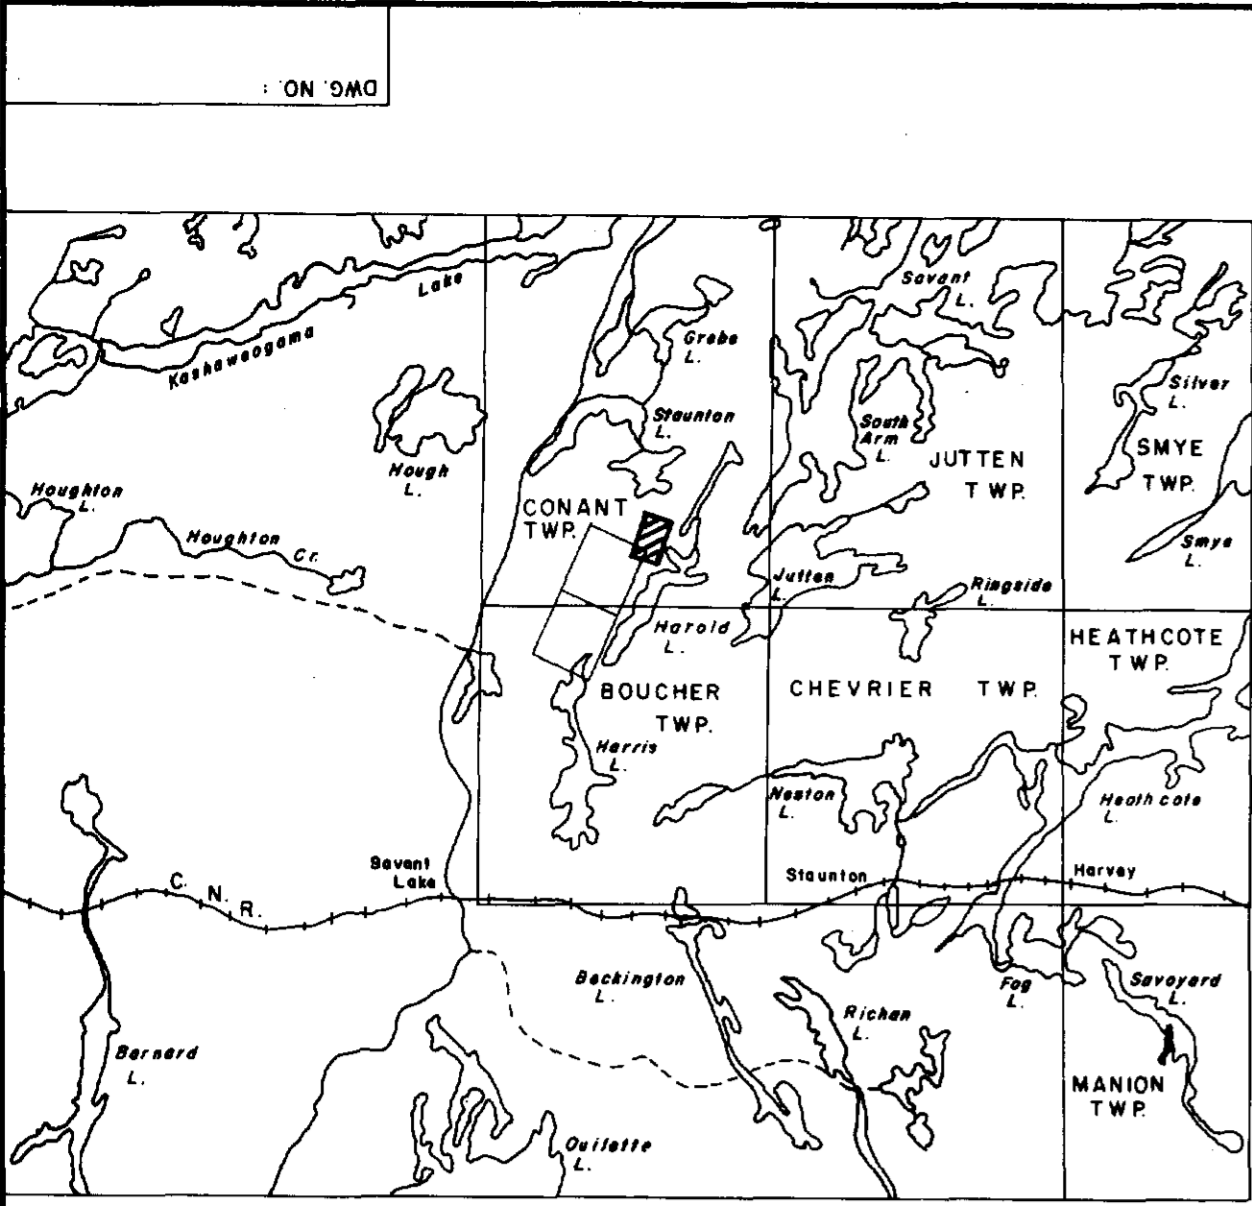 DWG. NO. :
Kashaweogama
Lake
Savant
L.
Grebe
L.
Silver
L.
Staunton
L.
South
Arm
L.
Hough
L.
JUTTEN
TWP.
SMYE
TWP.
Houghton
L.
CONANT
TWP.
Houghton Cr.
Smye
L.
Jutten
L.
Ringside
L.
Harold
L.
HEATHCOTE
TWP.
BOUCHER
TWP.
CHEVRIER TWP.
Harris
L.
Neston
L.
Heathcote
L.
Savant
Lake
Staunton
Harvey
C. N. R.
Beckington
L.
Fog
L.
Savoyard
L.
Richan
L.
Barnard
L.
MANION
TWP.
Ouilette
L.